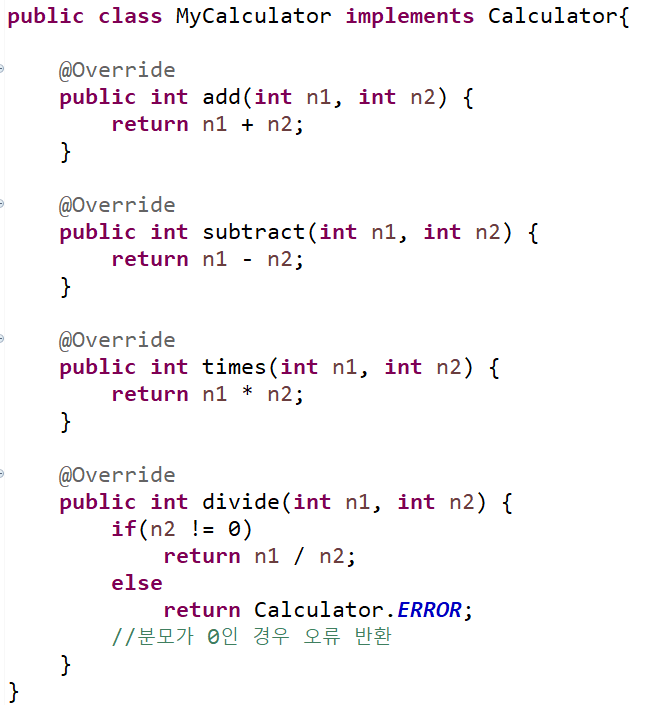 public class MyCalculator implements Calculator{
@Override
public int add(int n1, int n2) {
return n1 + n2;
}
@Override
public int subtract(int n1, int n2) {
return n1 - n2;
}
@Override
public int times(int n1, int n2) {
return n1 * n2;
}
@Override
public int divide(int n1, int n2) {
if(n2 != 0)
return n1 / n2;
else
return Calculator.ERROR;
//분모가 0인 경우 오류 반환
}
}